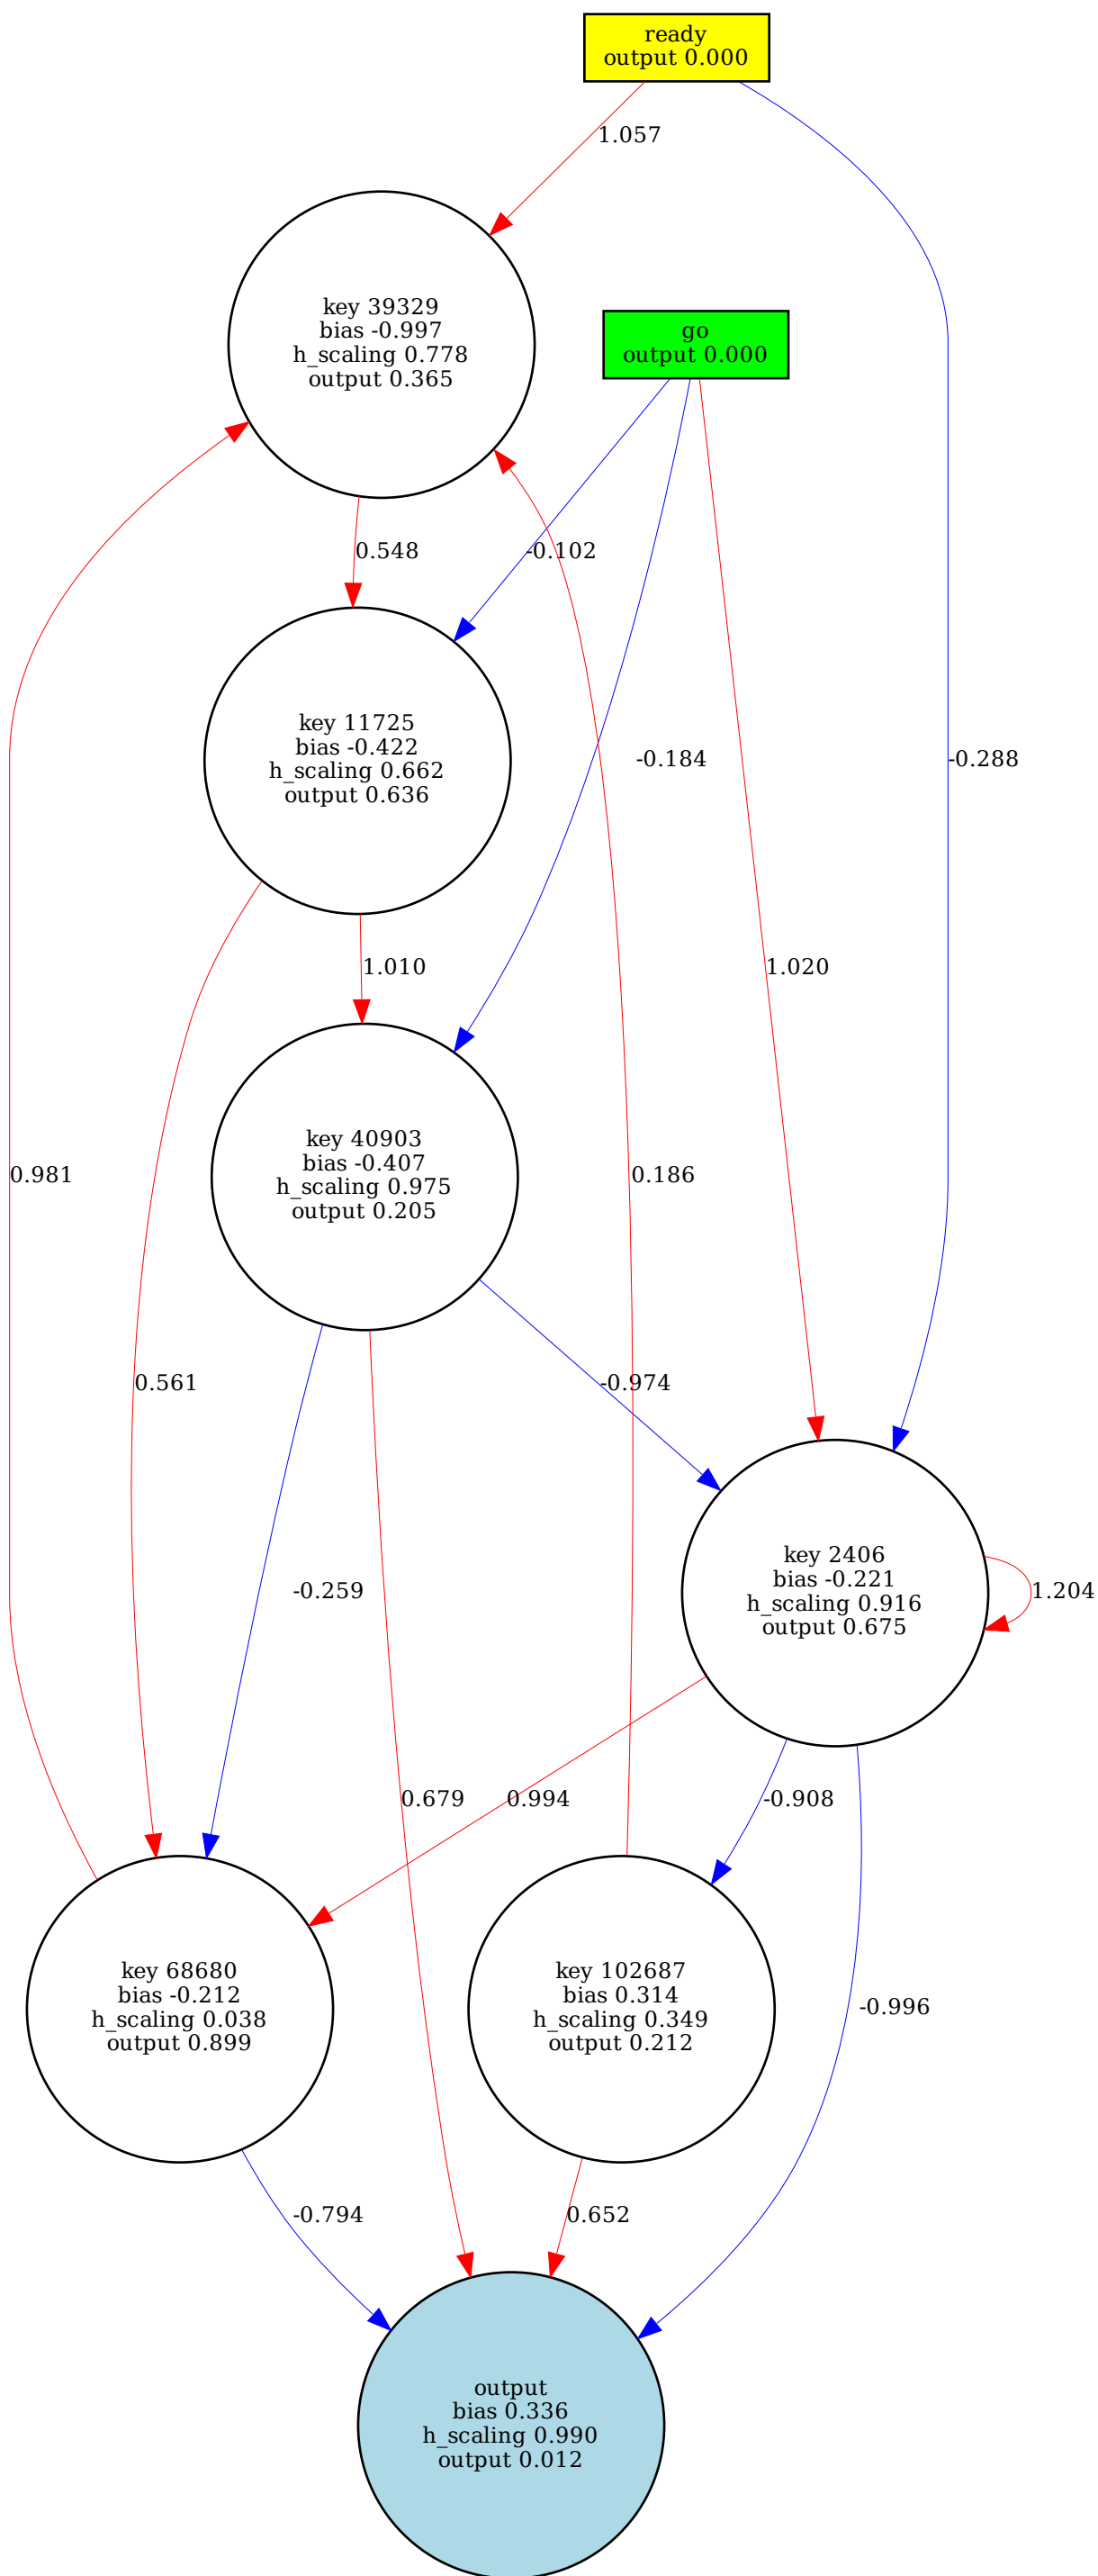 ready
output 0.000
1.057
key 39329
bias -0.997
h_scaling 0.778
output 0.365
go
output 0.000
0.548
-0.102
key 11725
bias -0.422
h_scaling 0.662
output 0.636
-0.184
-0.288
1.010
1.020
key 40903
bias -0.407
h_scaling 0.975
output 0.205
0.981
0.186
0.561
-0.974
key 2406
bias -0.221
h_scaling 0.916
output 0.675
-0.259
1.204
0.679
0.994
-0.908
key 68680
bias -0.212
h_scaling 0.038
output 0.899
key 102687
bias 0.314
h_scaling 0.349
output 0.212
-0.996
-0.794
0.652
output
bias 0.336
h_scaling 0.990
output 0.012